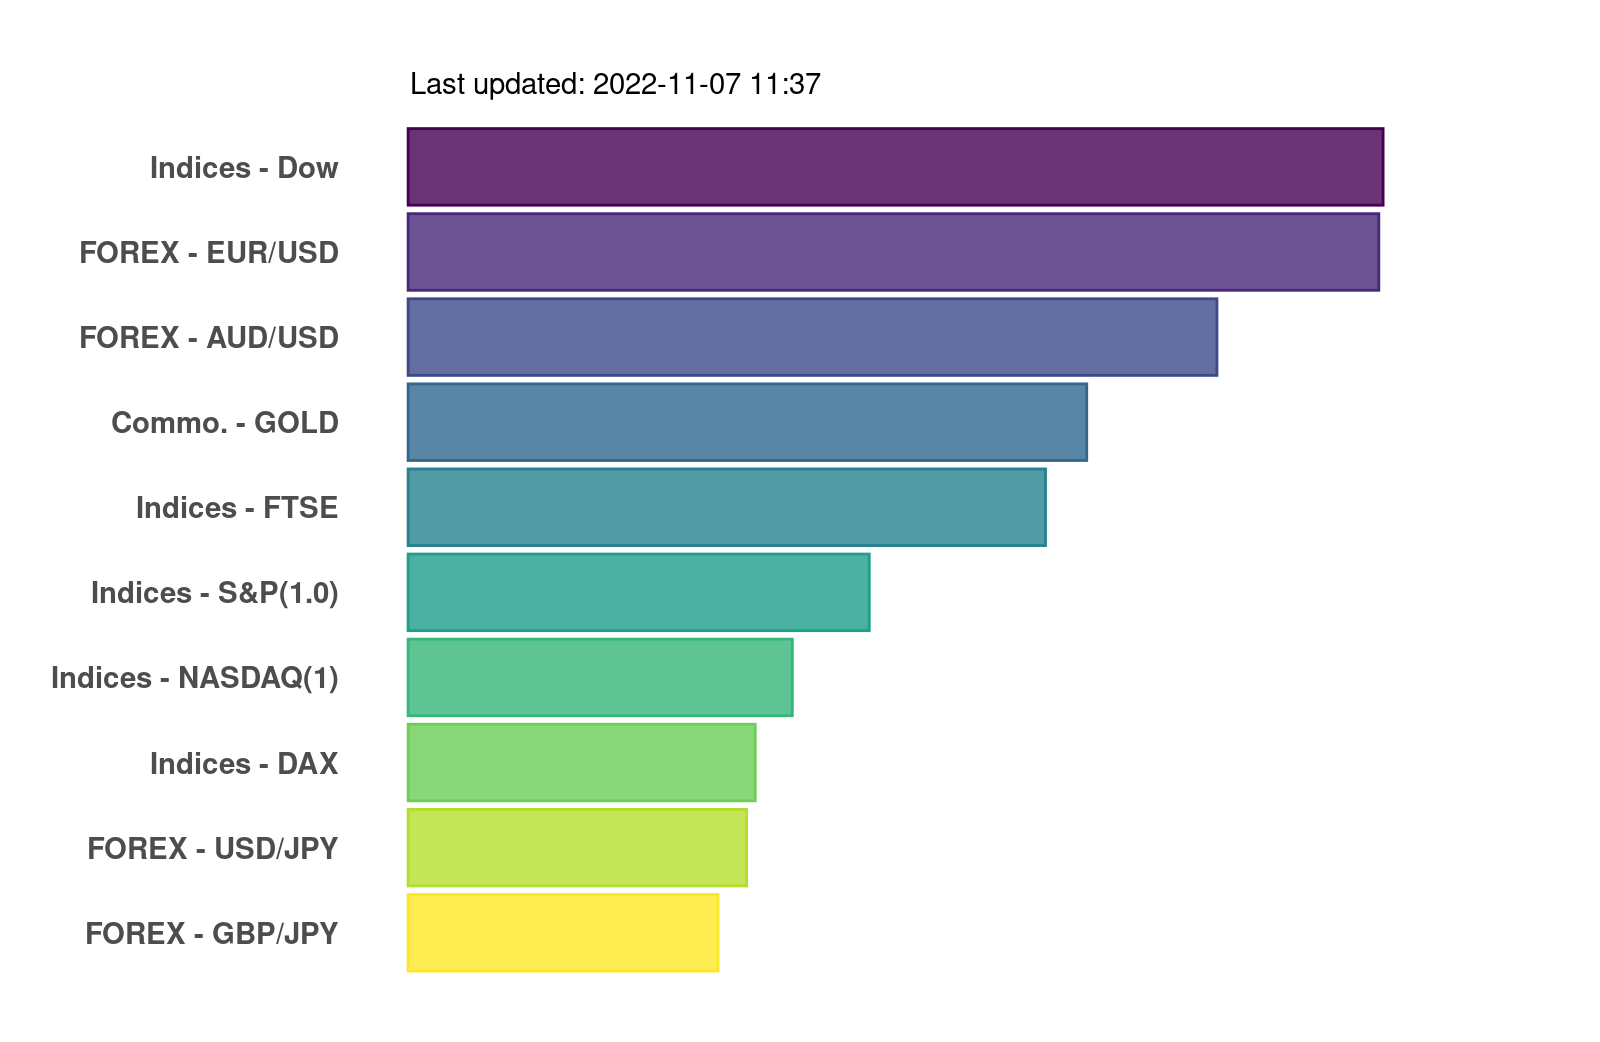 Last updated: 2022-11-07 11:37
Indices - Dow
FOREX - EUR/USD
FOREX - AUD/USD
Commo. - GOLD
Indices - FTSE
Indices - S&P(1.0)
Indices - NASDAQ(1)
Indices - DAX
FOREX - USD/JPY
FOREX - GBP/JPY